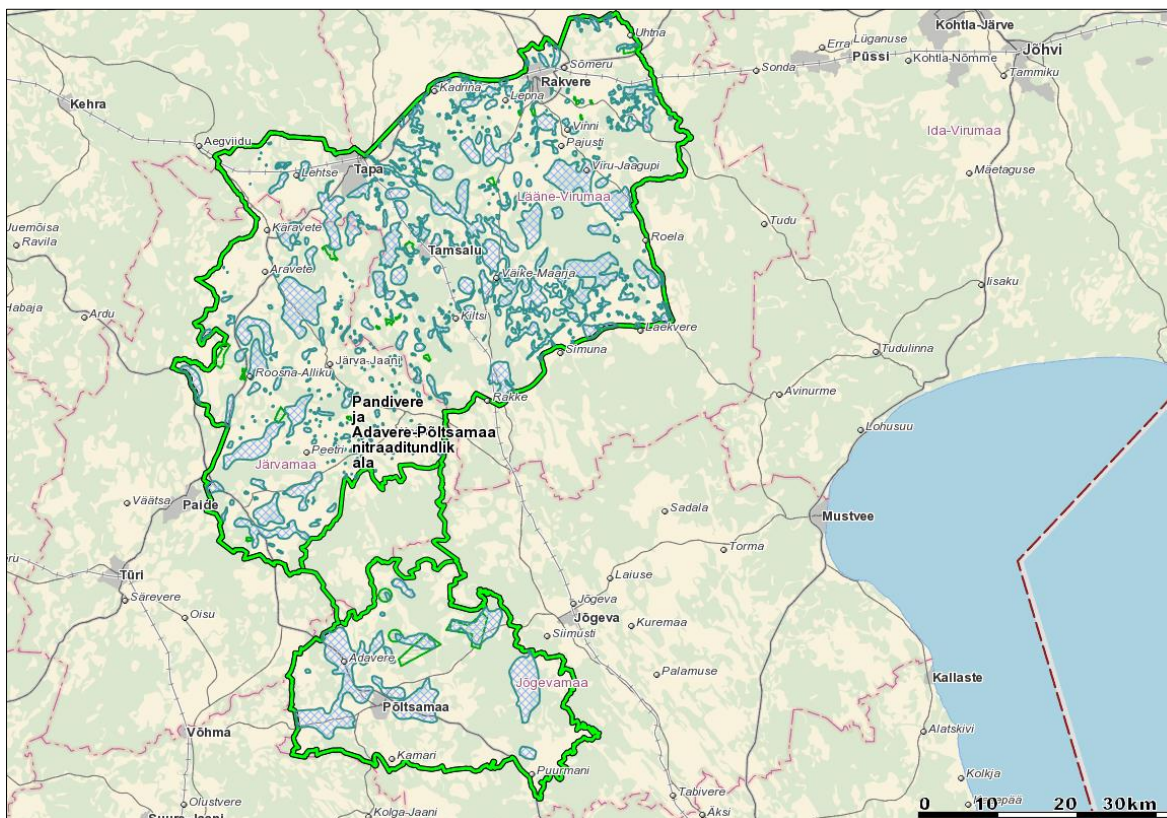 Kohtla-Järve
Uhtna
Erra
Lüganuse
Jõhvi
Püssi
Kohtla-Nõmme
Sõmeru
Sonda
Tammiku
Rakvere
Kadrina
Lepna
Kehra
Vinni
Ida-Virumaa
Aegviidu
Pajusti
Lehtse
Tapa
Viru-Jaagupi
Maetaguse
Lääne-Virumaa
Tudu
Käravete
Ravila
Roela
Tamsalu
Aravete
Väike-Maarja
Iisaku
Habaja
Ardu
Kiltsi
Laekvere
Simuna
Tudulinna
Järva-Jaani
Roosna-Alliku
Avinurme
Rakke
Pandivere
ja
Adavere-Põltsamaa
nitraaditundlik
ala
Lohusuu
Peetri
Järvamaa
Väätsa
Paide
Sadala
Mustvee
Torma
Türi
Laiuse
Särevere
Jõgeva
Oisu
Jõgeva
Kuremaa
Siimusti
Adavere
Palamuse
Kallaste
Jõgevamaa
Põltsamaa
Võhma
Alatskivi
Kamari
Puurmani
Kolkja
Tabivere
Olustvere
Kolga-Jaani
Äksi
0 10 20 30km